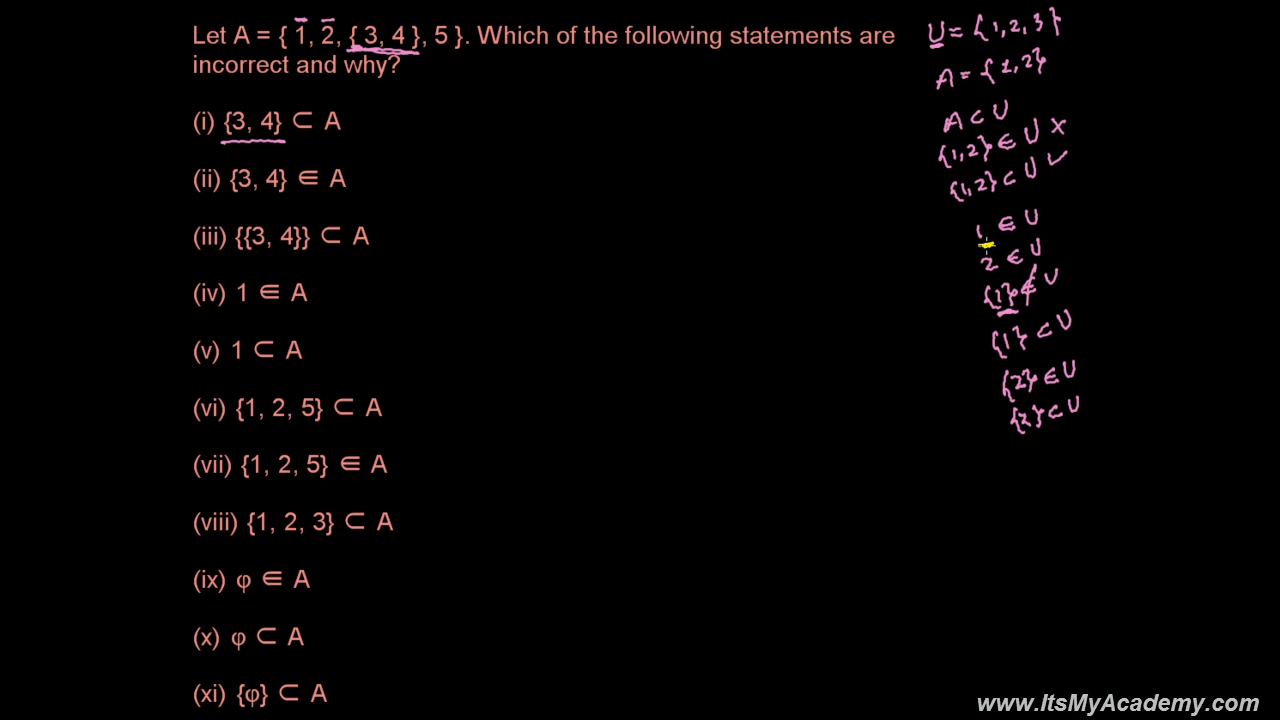 Let A = { 1, 2, { 3, 4 }, 5 }. Which of the following statements are
incorrect and why?
(i) {3, 4} ⊂ A
(ii) {3, 4} ∈ A
(iii) {{3, 4}} ⊂ A
(iv) 1 ∈ A
(v) 1 ⊂ A
(vi) {1, 2, 5} ⊂ A
(vii) {1, 2, 5} ∈ A
(viii) {1, 2, 3} ⊂ A
(ix) φ ∈ A
(x) φ ⊂ A
(xi) {φ} ⊂ A
U = {1, 2, 3}
A = {1, 2}
A ⊂ U
{1, 2} ∈ U ×
{1, 2} ⊂ U ✓
1 ∈ U
2 ∈ U
{1} ∉ U
{1} ⊂ U
{2} ∈ U
{2} ⊂ U
www.ItsMyAcademy.com